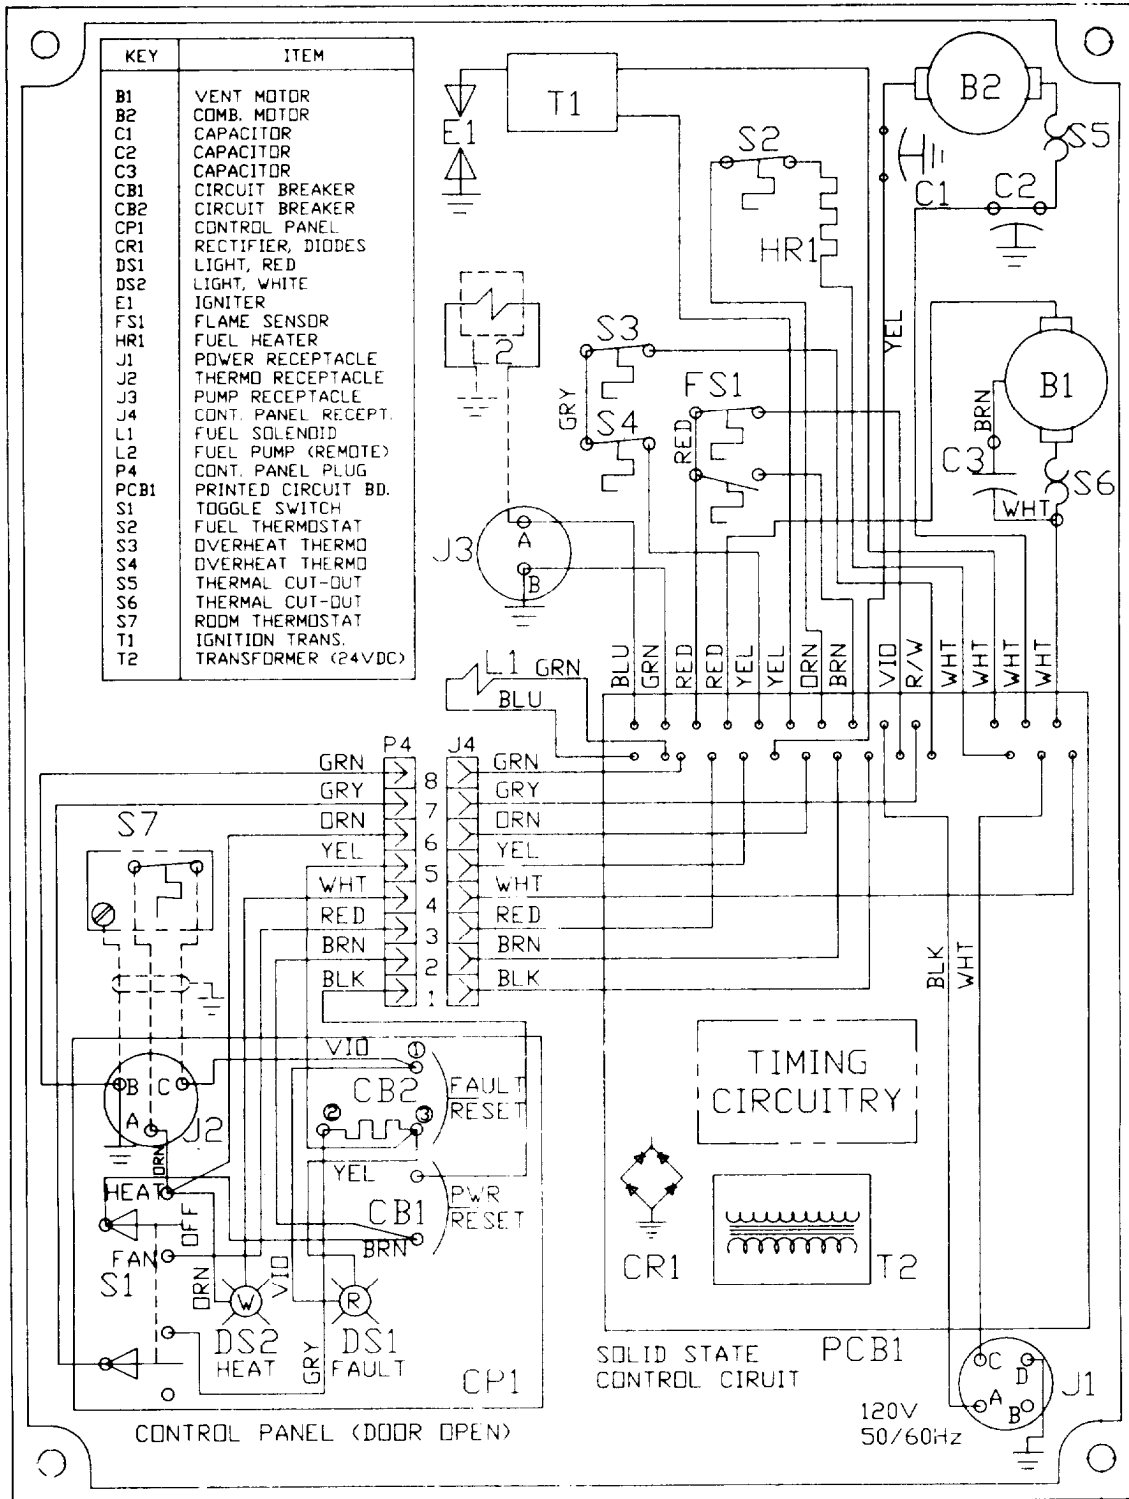 KEY ITEM
B1 VENT MOTOR
B2 COMB. MOTOR
C1 CAPACITOR
C2 CAPACITOR
C3 CAPACITOR
CB1 CIRCUIT BREAKER
CB2 CIRCUIT BREAKER
CP1 CONTROL PANEL
CR1 RECTIFIER, DIODES
DS1 LIGHT, RED
DS2 LIGHT, WHITE
E1 IGNITER
FS1 FLAME SENSOR
HR1 FUEL HEATER
J1 POWER RECEPTACLE
J2 THERMO RECEPTACLE
J3 PUMP RECEPTACLE
J4 CONT. PANEL RECEPT.
L1 FUEL SOLENOID
L2 FUEL PUMP (REMOTE)
P4 CONT. PANEL PLUG
PCB1 PRINTED CIRCUIT BD.
S1 TOGGLE SWITCH
S2 FUEL THERMOSTAT
S3 OVERHEAT THERMO
S4 OVERHEAT THERMO
S5 THERMAL CUT-OUT
S6 THERMAL CUT-OUT
S7 ROOM THERMOSTAT
T1 IGNITION TRANS.
T2 TRANSFORMER (24VDC)
T1
E1
B2
S5
S2
C1
C2
HR1
YEL
L2
S3
GRY
S4
FS1
RED
B1
BRN
C3
S6
WHT
J3
A
B
L1 GRN
BLU
BLU
GRN
RED
RED
YEL
YEL
ORN
BRN
VIO
R/W
WHT
WHT
WHT
WHT
P4 J4
GRN 8 GRN
GRY 7 GRY
ORN 6 ORN
YEL 5 YEL
WHT 4 WHT
RED 3 RED
BRN 2 BRN
BLK 1 BLK
S7
BLK
WHT
VIO
1
CB2
FAULT
RESET
2
3
B C
A
J2
ORN
YEL
HEAT
OFF
CB1
PWR
RESET
BRN
FAN
S1
ORN
VIO
W
R
DS2
HEAT
GRY
DS1
FAULT
CP1
CONTROL PANEL (DOOR OPEN)
TIMING
CIRCUITRY
CR1
T2
PCB1
SOLID STATE
CONTROL CIRUIT
C D
A B
J1
120V
50/60Hz